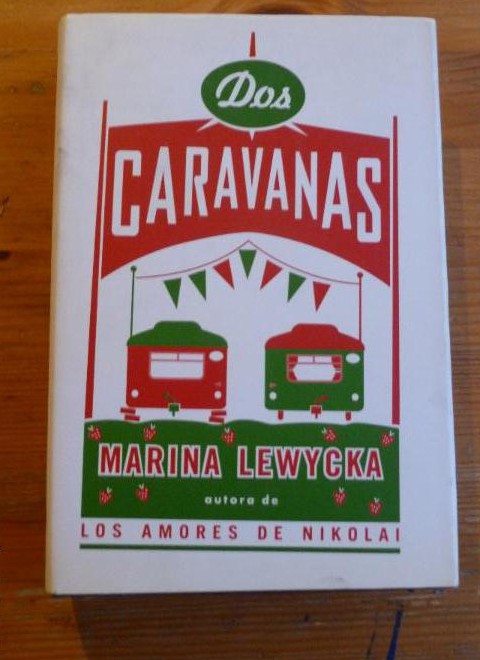 Dos
CARAVANAS
MARINA LEWYCKA
autora de
LOS AMORES DE NIKOLAI